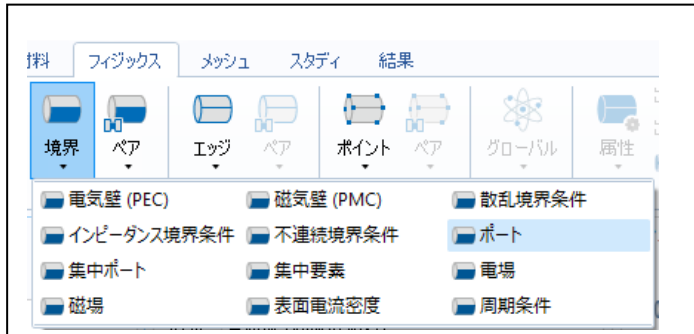 材料 フィジックス メッシュ スタディ 結果
境界 ペア エッジ ペア ポイント ペア グローバル 属性
電気壁 (PEC) 磁気壁 (PMC) 散乱境界条件
インピーダンス境界条件 不連続境界条件 ポート
集中ポート 集中要素 電場
磁場 表面電流密度 周期条件